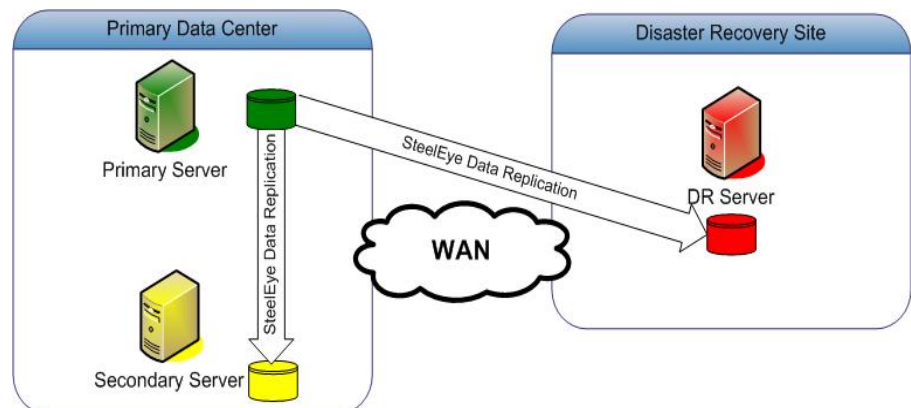 Primary Data Center
Disaster Recovery Site
Primary Server
SteelEye Data Replication
SteelEye Data Replication
DR Server
WAN
Secondary Server